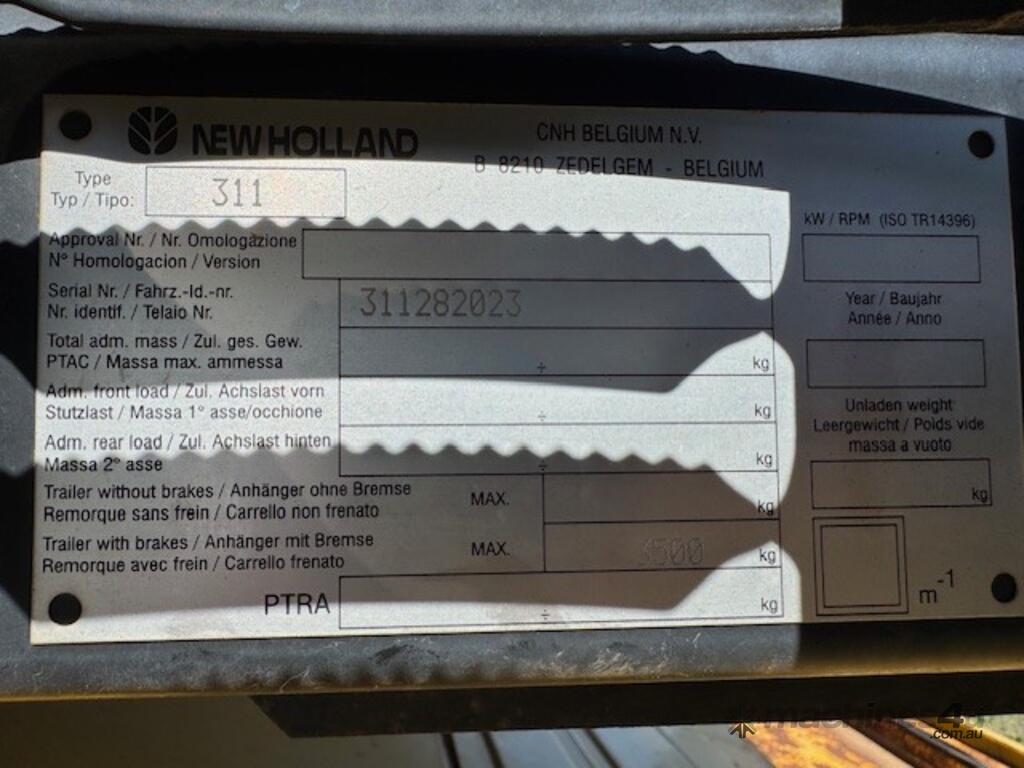 NEW HOLLAND
CNH BELGIUM N.V.
B 8210 ZEDELGEM - BELGIUM
Type
Typ / Tipo:
311
kW / RPM (ISO TR14396)
Approval Nr. / Nr. Omologazione
N° Homologacion / Version
Serial Nr. / Fahrz.-Id.-nr.
Nr. identif. / Telaio Nr.
311282023
Year / Baujahr
Année / Anno
Total adm. mass / Zul. ges. Gew.
PTAC / Massa max. ammessa
÷ kg
Adm. front load / Zul. Achslast vorn
Stutzlast / Massa 1° asse/occhione
÷ kg
Unladen weight
Leergewicht / Poids vide
massa a vuoto
kg
Adm. rear load / Zul. Achslast hinten
Massa 2° asse
÷ kg
Trailer without brakes / Anhänger ohne Bremse
Remorque sans frein / Carrello non frenato
MAX. kg
Trailer with brakes / Anhänger mit Bremse
Remorque avec frein / Carrello frenato
MAX. 3500 kg
PTRA ÷ kg
m-1
machines4u
.com.au